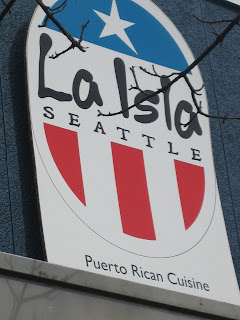 La Isla
SEATTLE
Puerto Rican Cuisine